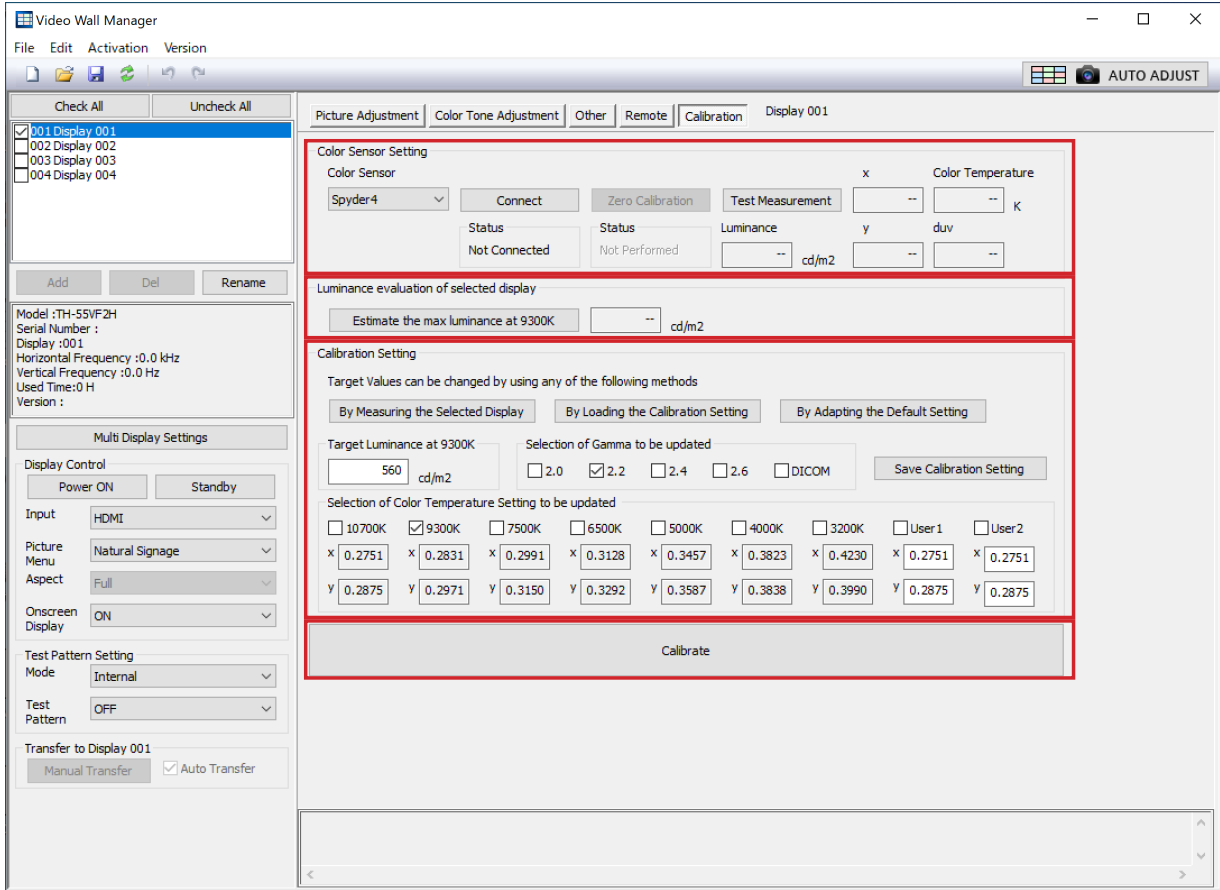 Video Wall Manager
File Edit Activation Version
AUTO ADJUST
Check All Uncheck All
001 Display 001
002 Display 002
003 Display 003
004 Display 004
Add Del Rename
Model :TH-55VF2H
Serial Number :
Display :001
Horizontal Frequency :0.0 kHz
Vertical Frequency :0.0 Hz
Used Time:0 H
Version :
Multi Display Settings
Display Control
Power ON Standby
Input HDMI
Picture Menu Natural Signage
Aspect Full
Onscreen Display ON
Test Pattern Setting
Mode Internal
Test Pattern OFF
Transfer to Display 001
Manual Transfer Auto Transfer
Picture Adjustment Color Tone Adjustment Other Remote Calibration Display 001
Color Sensor Setting
Color Sensor x Color Temperature
Spyder4 Connect Zero Calibration Test Measurement -- -- K
Status Status Luminance y duv
Not Connected Not Performed -- cd/m2 -- --
Luminance evaluation of selected display
Estimate the max luminance at 9300K -- cd/m2
Calibration Setting
Target Values can be changed by using any of the following methods
By Measuring the Selected Display By Loading the Calibration Setting By Adapting the Default Setting
Target Luminance at 9300K Selection of Gamma to be updated
560 cd/m2 2.0 2.2 2.4 2.6 DICOM Save Calibration Setting
Selection of Color Temperature Setting to be updated
10700K 9300K 7500K 6500K 5000K 4000K 3200K User1 User2
x 0.2751 x 0.2831 x 0.2991 x 0.3128 x 0.3457 x 0.3823 x 0.4230 x 0.2751 x 0.2751
y 0.2875 y 0.2971 y 0.3150 y 0.3292 y 0.3587 y 0.3838 y 0.3990 y 0.2875 y 0.2875
Calibrate